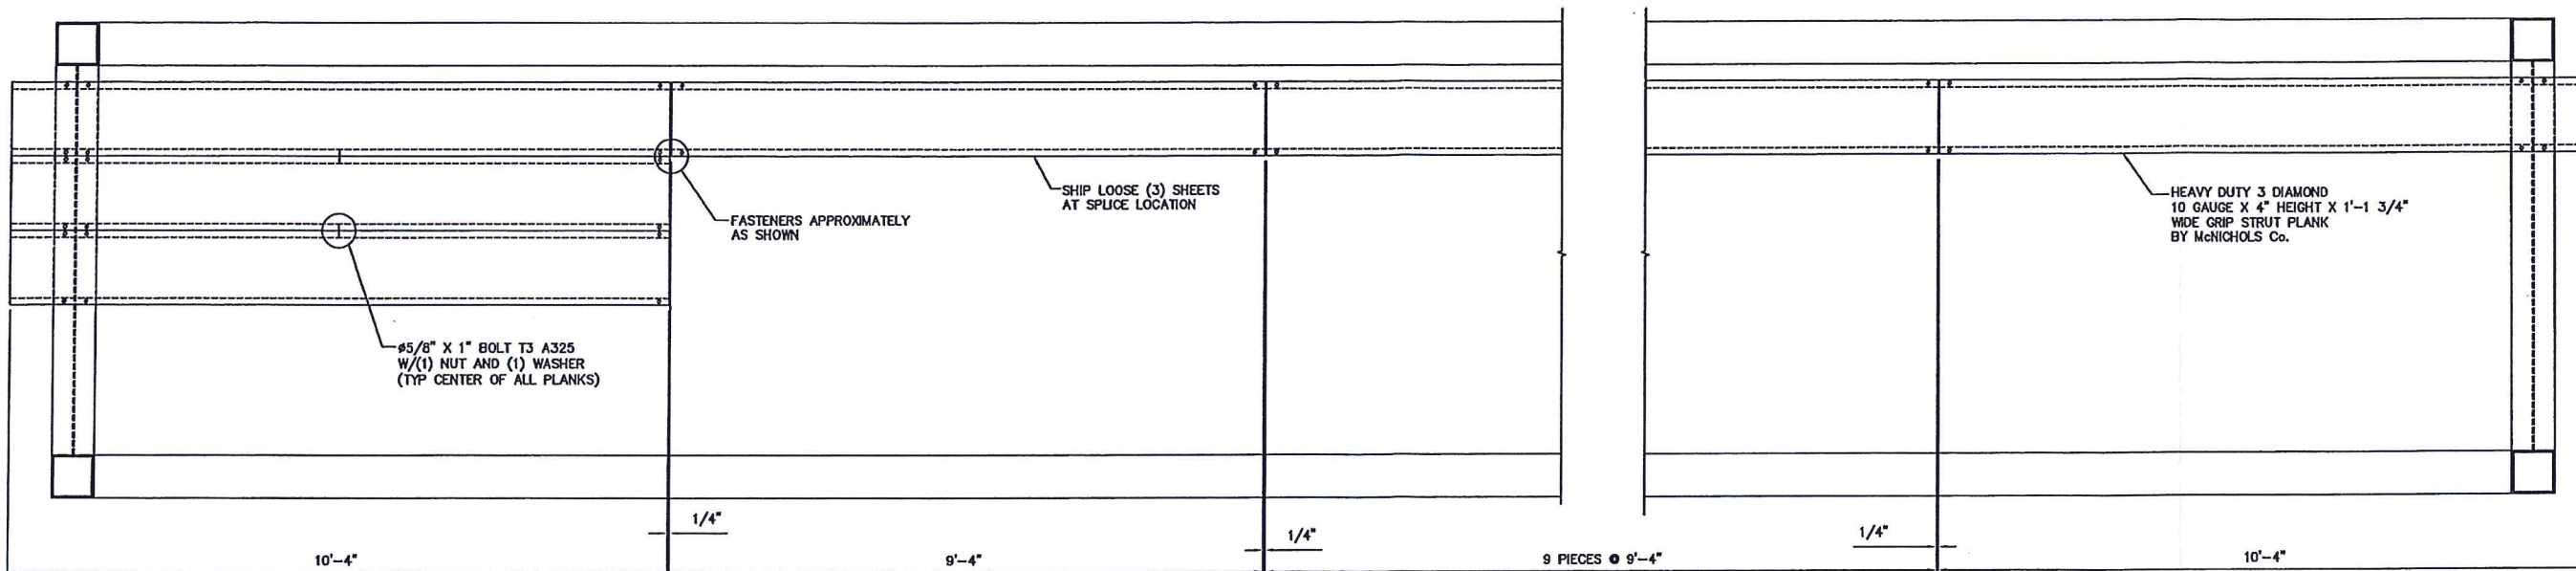 SHIP LOOSE (3) SHEETS
AT SPLICE LOCATION
HEAVY DUTY 3 DIAMOND
10 GAUGE X 4" HEIGHT X 1'-1 3/4"
WIDE GRIP STRUT PLANK
BY McNICHOLS Co.
FASTENERS APPROXIMATELY
AS SHOWN
ø5/8" X 1" BOLT T3 A325
W/(1) NUT AND (1) WASHER
(TYP CENTER OF ALL PLANKS)
1/4"
1/4"
1/4"
10'-4"
9'-4"
9 PIECES @ 9'-4"
10'-4"